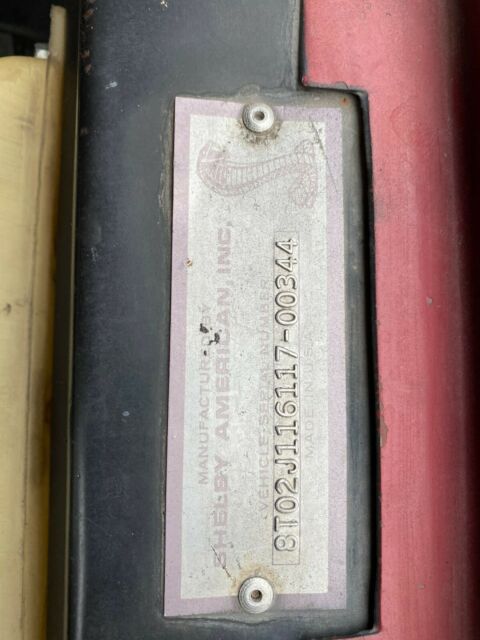 MANUFACTURED BY
SHELBY AMERICAN, INC.
VEHICLE SERIAL NUMBER
8T02J116117-00344
MADE IN U.S.A.